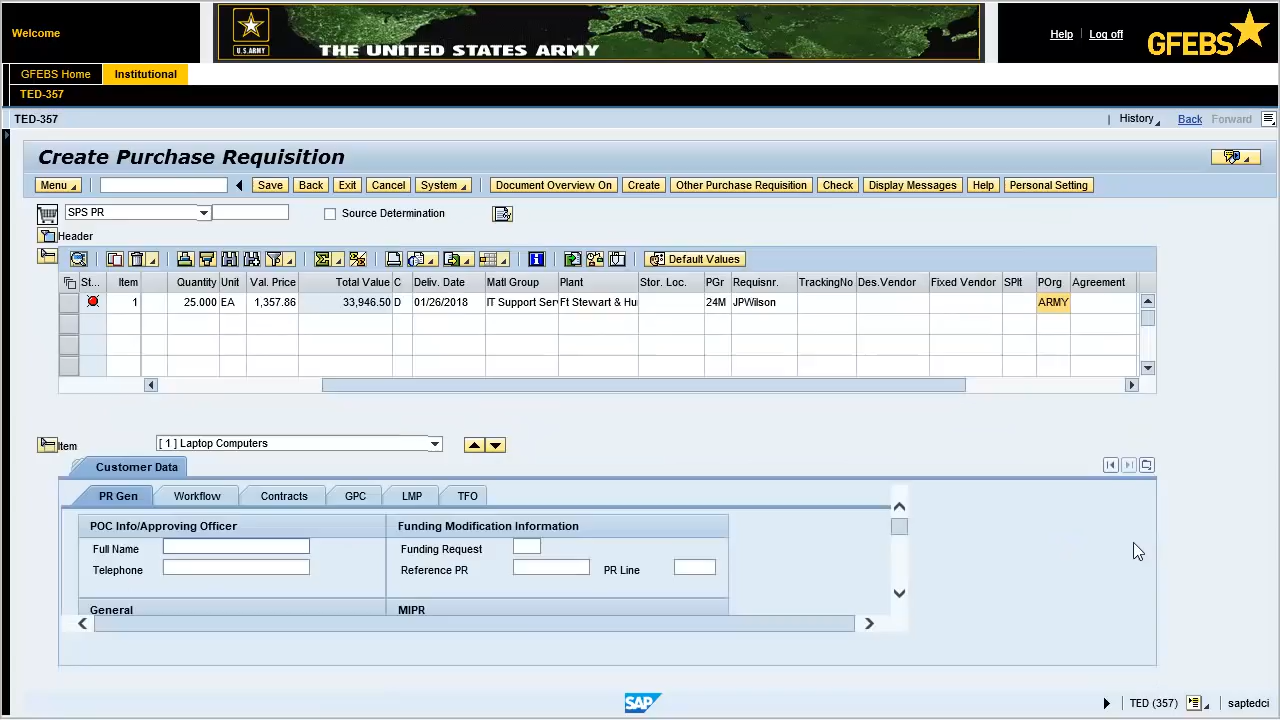 Welcome
U.S. ARMY
THE UNITED STATES ARMY
Help | Log off
GFEBS
GFEBS Home Institutional
TED-357
TED-357 | History Back Forward
Create Purchase Requisition
Menu Save Back Exit Cancel System Document Overview On Create Other Purchase Requisition Check Display Messages Help Personal Setting
SPS PR Source Determination
Header
Default Values
St... Item Quantity Unit Val. Price Total Value C Deliv. Date Matl Group Plant Stor. Loc. PGr Requisnr. TrackingNo Des.Vendor Fixed Vendor SPlt POrg Agreement
1 25.000 EA 1,357.86 33,946.50 D 01/26/2018 IT Support Ser Ft Stewart & Hu 24M JPWilson ARMY
Item [ 1 ] Laptop Computers
Customer Data
PR Gen Workflow Contracts GPC LMP TFO
POC Info/Approving Officer Funding Modification Information
Full Name Funding Request
Telephone Reference PR PR Line
General MIPR
SAP TED (357) saptedci